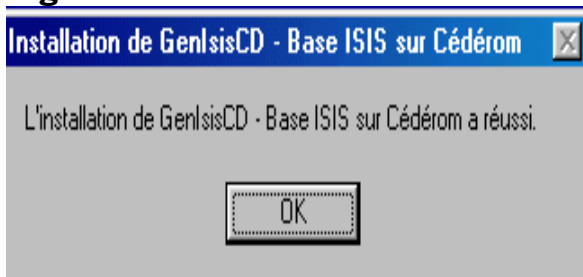 Installation de GenIsisCD - Base ISIS sur Cédérom
L'installation de GenIsisCD - Base ISIS sur Cédérom a réussi.
OK